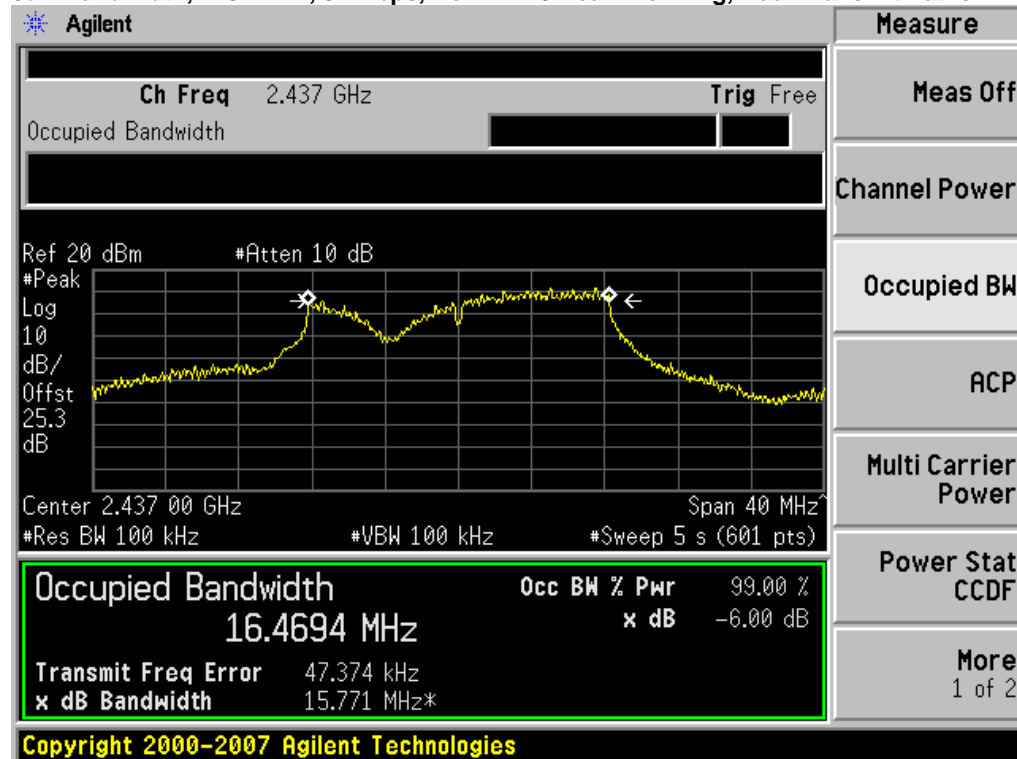 Agilent
Measure
Ch Freq 2.437 GHz Trig Free
Occupied Bandwidth
Meas Off
Channel Power
Occupied BW
ACP
Multi Carrier
Power
Power Stat
CCDF
More
1 of 2
Ref 20 dBm #Atten 10 dB
#Peak
Log
10
dB/
Offst
25.3
dB
Center 2.437 00 GHz Span 40 MHz^
#Res BW 100 kHz #VBW 100 kHz #Sweep 5 s (601 pts)
Occupied Bandwidth Occ BW % Pwr 99.00 %
16.4694 MHz x dB -6.00 dB
Transmit Freq Error 47.374 kHz
x dB Bandwidth 15.771 MHz*
Copyright 2000-2007 Agilent Technologies